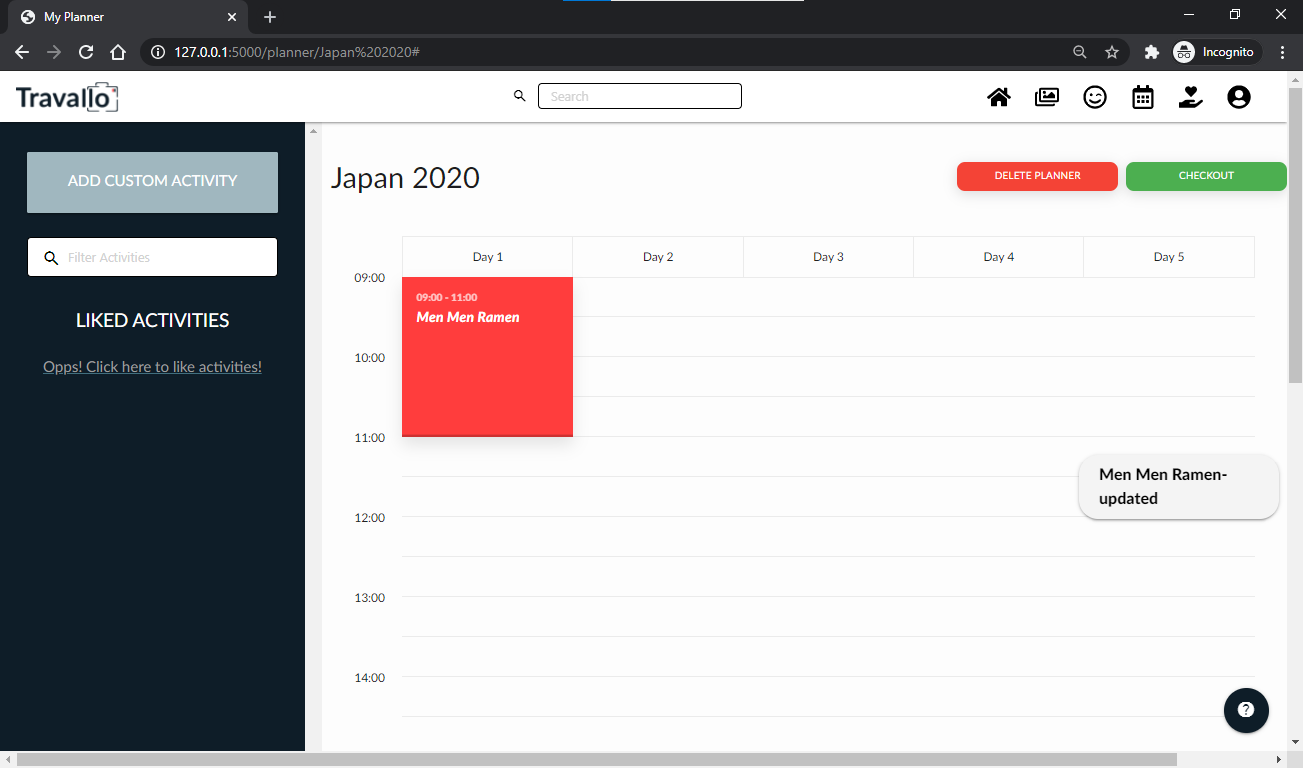 My Planner
127.0.0.1:5000/planner/Japan%202020#
Incognito
Travallo
Search
ADD CUSTOM ACTIVITY
Filter Activities
LIKED ACTIVITIES
Opps! Click here to like activities!
Japan 2020
DELETE PLANNER
CHECKOUT
Day 1
Day 2
Day 3
Day 4
Day 5
09:00
09:00 - 11:00
Men Men Ramen
10:00
11:00
Men Men Ramen-
updated
12:00
13:00
14:00
?